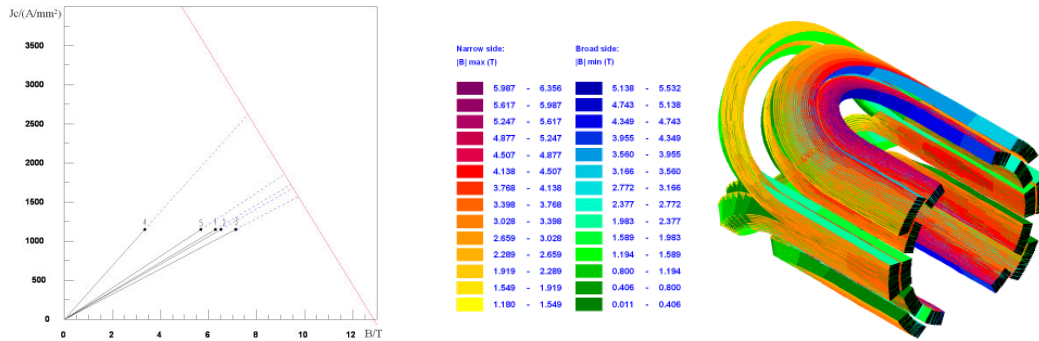 Jc/(A/mm²)
3500
3000
2500
2000
1500
1000
500
0
4 5 1 2 3
0 2 4 6 8 10 12 B/T
Narrow side: Broad side:
|B| max (T) |B| min (T)
5.987 - 6.356 5.138 - 5.532
5.617 - 5.987 4.743 - 5.138
5.247 - 5.617 4.349 - 4.743
4.877 - 5.247 3.955 - 4.349
4.507 - 4.877 3.560 - 3.955
4.138 - 4.507 3.166 - 3.560
3.768 - 4.138 2.772 - 3.166
3.398 - 3.768 2.377 - 2.772
3.028 - 3.398 1.983 - 2.377
2.659 - 3.028 1.589 - 1.983
2.289 - 2.659 1.194 - 1.589
1.919 - 2.289 0.800 - 1.194
1.549 - 1.919 0.406 - 0.800
1.180 - 1.549 0.011 - 0.406